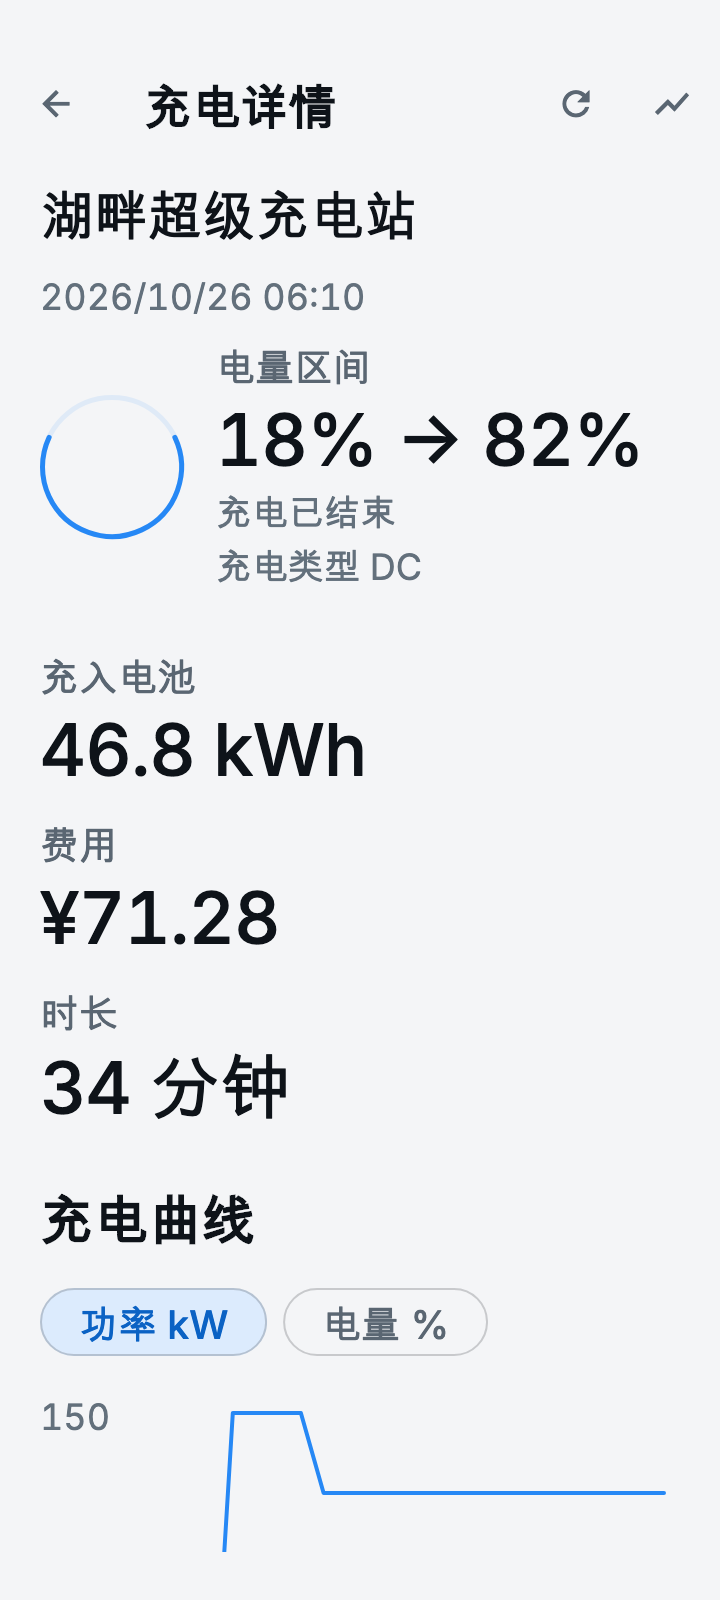 充电详情
湖畔超级充电站
2026/10/26 06:10
电量区间
18% → 82%
充电已结束
充电类型 DC
充入电池
46.8 kWh
费用
¥71.28
时长
34 分钟
充电曲线
功率 kW
电量 %
150